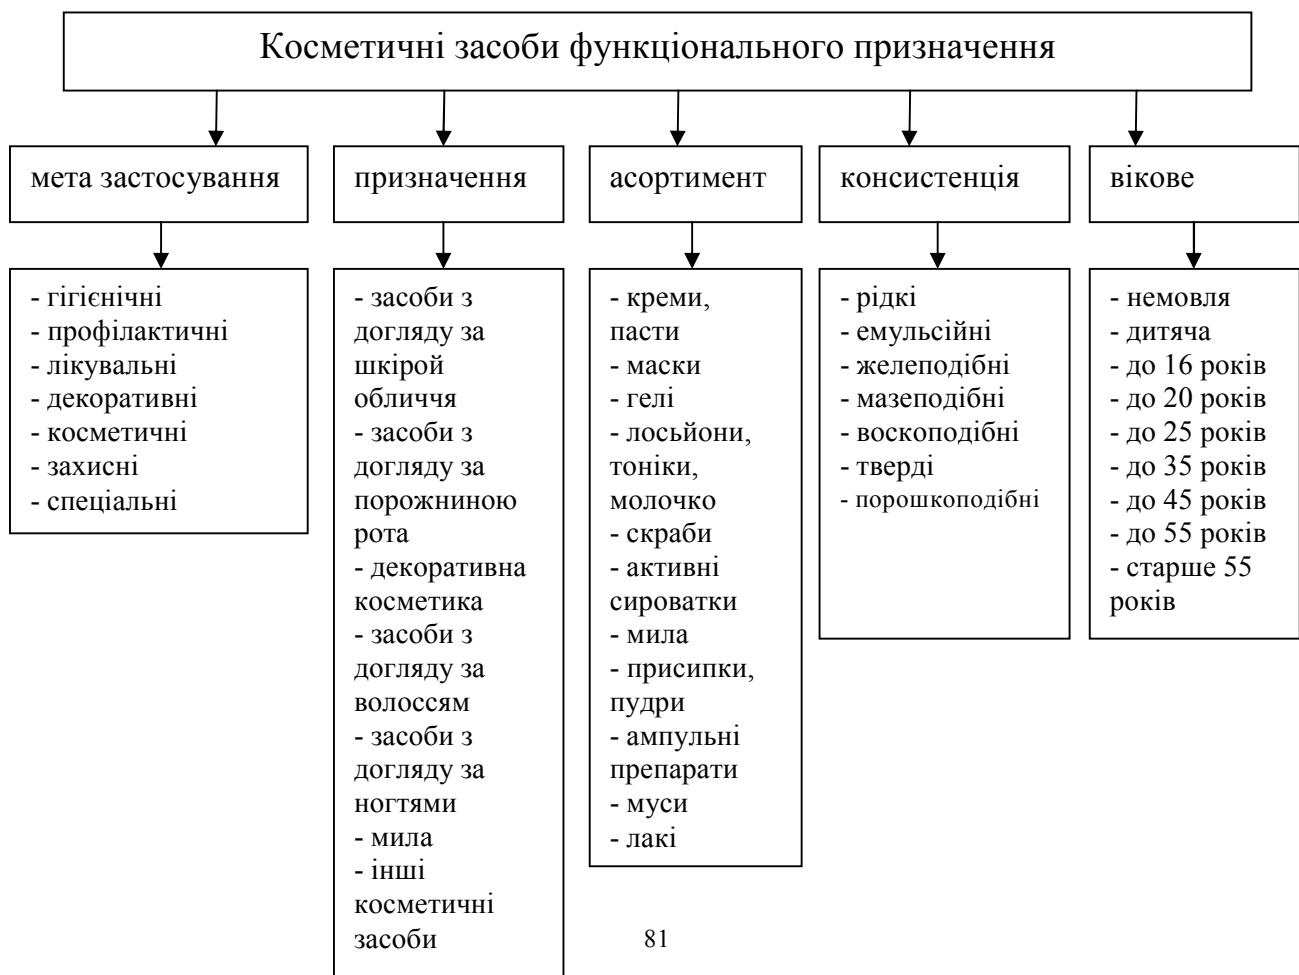 Косметичні засоби функціонального призначення
мета застосування
призначення
асортимент
консистенція
вікове
- гігієнічні
- профілактичні
- лікувальні
- декоративні
- косметичні
- захисні
- спеціальні
- засоби з
догляду за
шкірой
обличчя
- засоби з
догляду за
порожниною
рота
- декоративна
косметика
- засоби з
догляду за
волоссям
- засоби з
догляду за
ногтями
- мила
- інші
косметичні
засоби
- креми,
пасти
- маски
- гелі
- лосьйони,
тоніки,
молочко
- скраби
- активні
сироватки
- мила
- присипки,
пудри
- ампульні
препарати
- муси
- лакі
- рідкі
- емульсійні
- желеподібні
- мазеподібні
- воскоподібні
- тверді
- порошкоподібні
- немовля
- дитяча
- до 16 років
- до 20 років
- до 25 років
- до 35 років
- до 45 років
- до 55 років
- старше 55
років
81